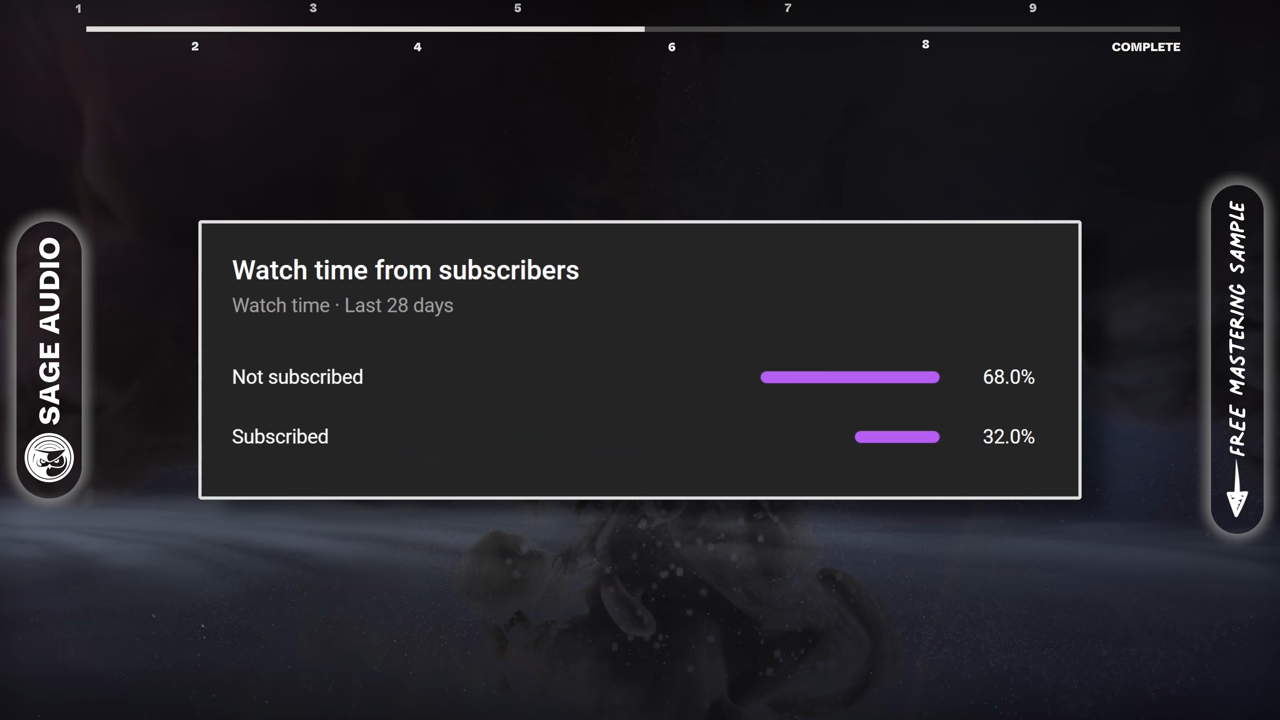 1 3 5 7 9
2 4 6 8 COMPLETE
SAGE AUDIO
FREE MASTERING SAMPLE
Watch time from subscribers
Watch time · Last 28 days
Not subscribed 68.0%
Subscribed 32.0%